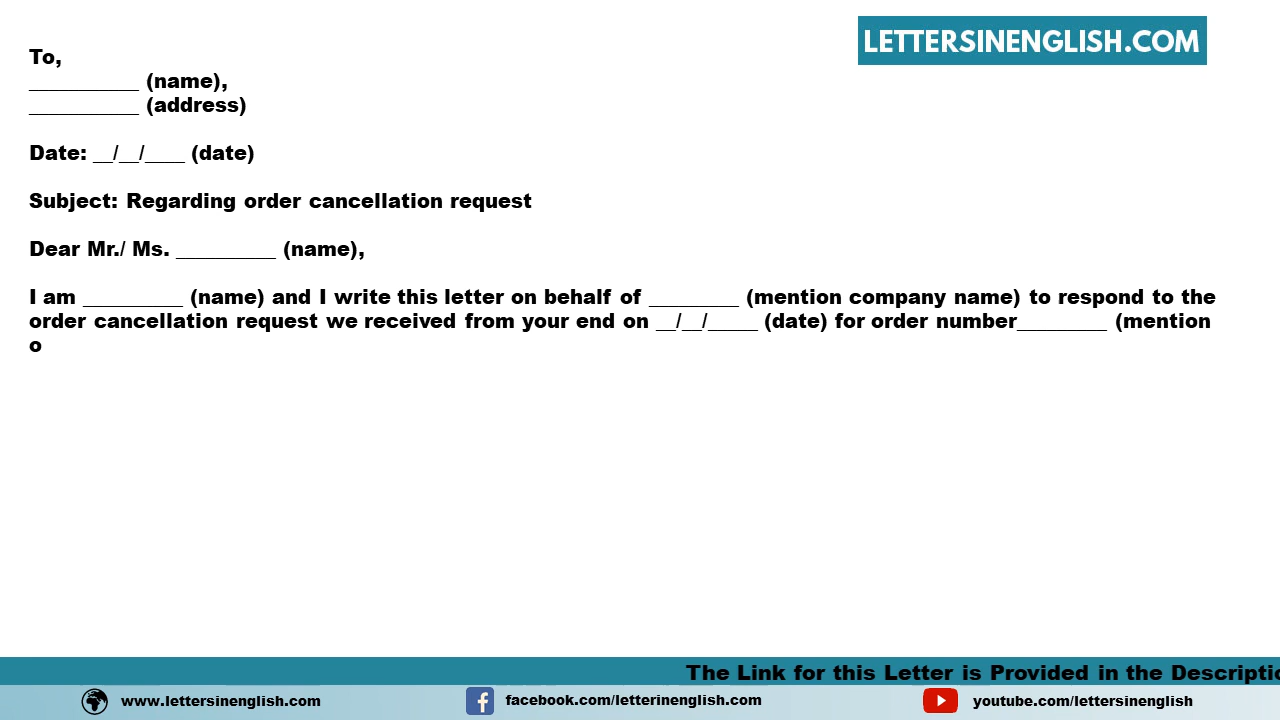 LETTERSINENGLISH.COM
To,
___________ (name),
___________ (address)
Date: __/__/____ (date)
Subject: Regarding order cancellation request
Dear Mr./ Ms. __________ (name),
I am __________ (name) and I write this letter on behalf of _________ (mention company name) to respond to the
order cancellation request we received from your end on __/__/_____ (date) for order number_________ (mention
o
The Link for this Letter is Provided in the Descriptio
www.lettersinenglish.com
facebook.com/letterinenglish.com
youtube.com/lettersinenglish